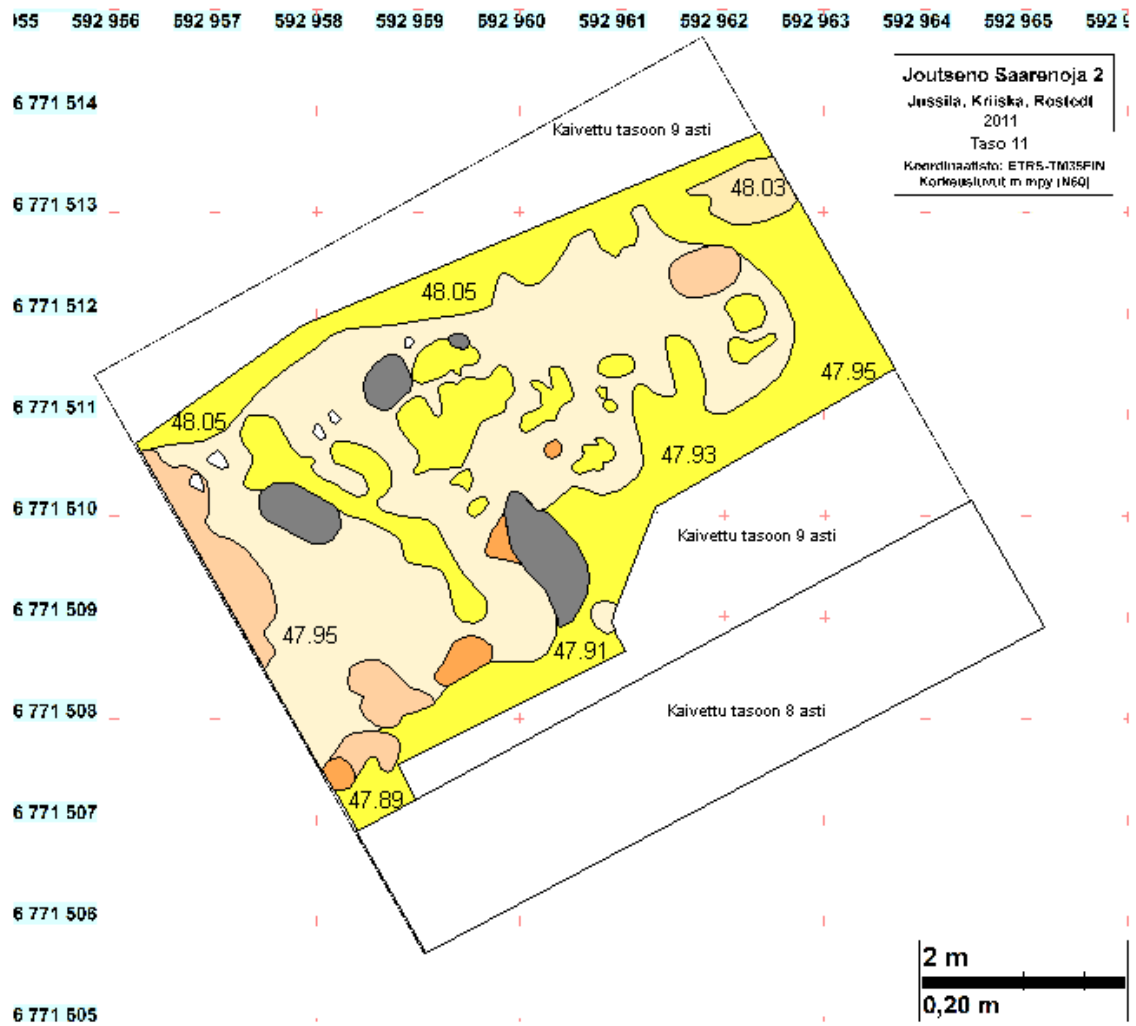 955 592 956 592 957 592 958 592 959 592 960 592 961 592 962 592 963 592 964 592 965 592 9
Joutseno Saarenoja 2
Jussila, Kriiska, Rostedt
2011
Taso 11
Koordinaatisto: ETRS-TM35FIN
Korkeusluvut m mpy (N60)
6 771 514
Kaivettu tasoon 9 asti
48.03
6 771 513
48.05
6 771 512
47.95
6 771 511
48.05
47.93
6 771 510
Kaivettu tasoon 9 asti
6 771 509
47.95
47.91
6 771 508
Kaivettu tasoon 8 asti
47.89
6 771 507
6 771 506
2 m
0,20 m
6 771 505